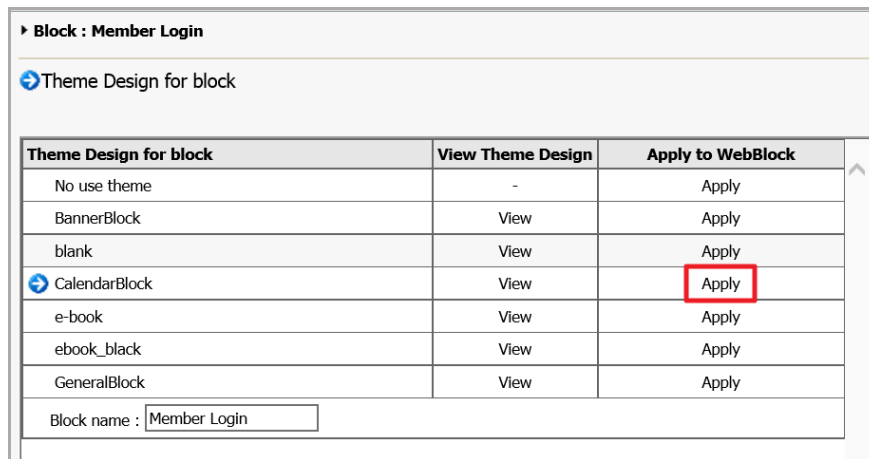 Block : Member Login
Theme Design for block
Theme Design for block View Theme Design Apply to WebBlock
No use theme - Apply
BannerBlock View Apply
blank View Apply
CalendarBlock View Apply
e-book View Apply
ebook_black View Apply
GeneralBlock View Apply
Block name : Member Login